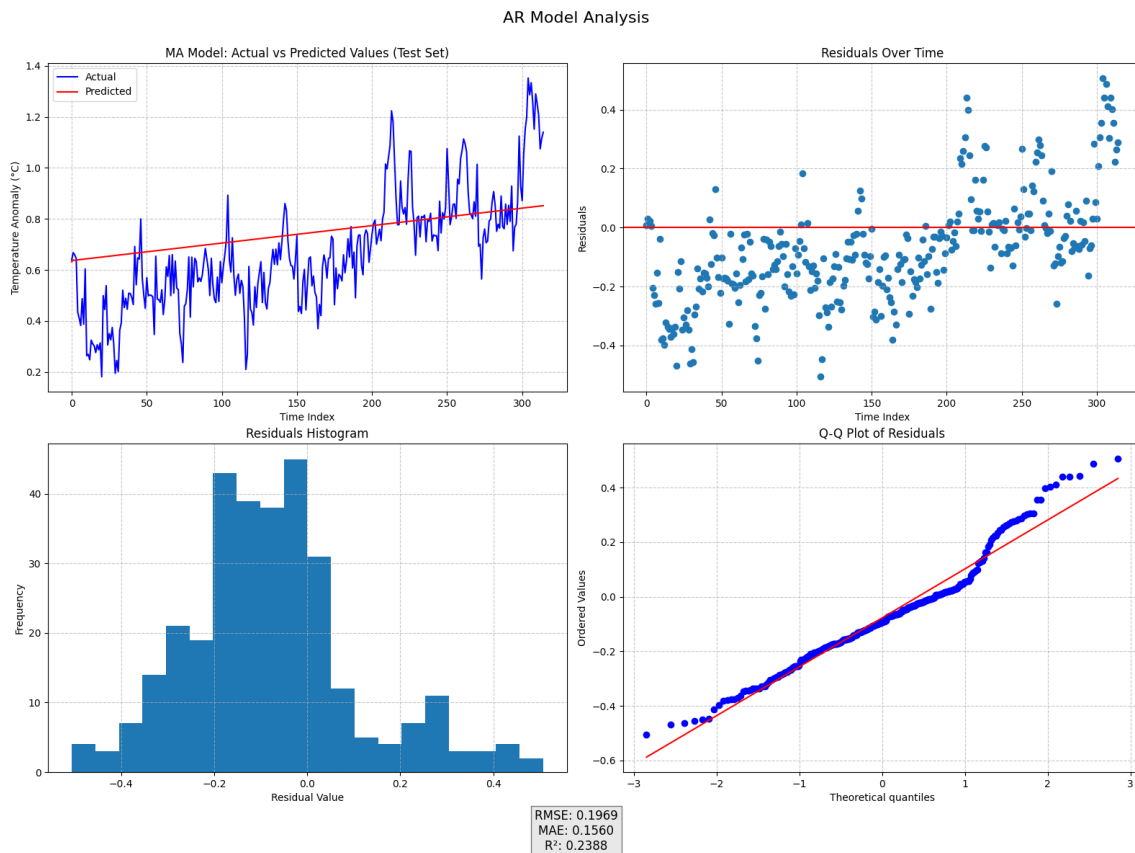 AR Model Analysis
MA Model: Actual vs Predicted Values (Test Set)
Actual
Predicted
Temperature Anomaly (°C)
1.4
1.2
1.0
0.8
0.6
0.4
0.2
0
50
100
150
200
250
300
Time Index
Residuals Over Time
Residuals
0.4
0.2
0.0
−0.2
−0.4
0
50
100
150
200
250
300
Time Index
Residuals Histogram
Frequency
40
30
20
10
0
−0.4
−0.2
0.0
0.2
0.4
Residual Value
Q-Q Plot of Residuals
Ordered Values
0.4
0.2
0.0
−0.2
−0.4
−0.6
−3
−2
−1
0
1
2
3
Theoretical quantiles
RMSE: 0.1969
MAE: 0.1560
R²: 0.2388